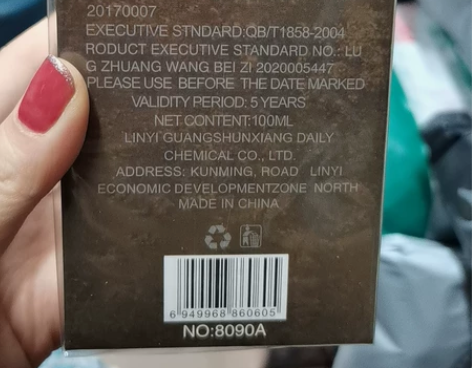 20170007
EXECUTIVE STNDARD:QB/T1858-2004
RODUCT EXECUTIVE STANDARD NO.: LU
G ZHUANG WANG BEI ZI 2020005447
PLEASE USE BEFORE THE DATE MARKED
VALIDITY PERIOD: 5 YEARS
NET CONTENT:100ML
LINYI GUANGSHUNXIANG DAILY
CHEMICAL CO., LTD.
ADDRESS: KUNMING, ROAD LINYI
ECONOMIC DEVELOPMENTZONE NORTH
MADE IN CHINA
6 949968 860605
NO:8090A